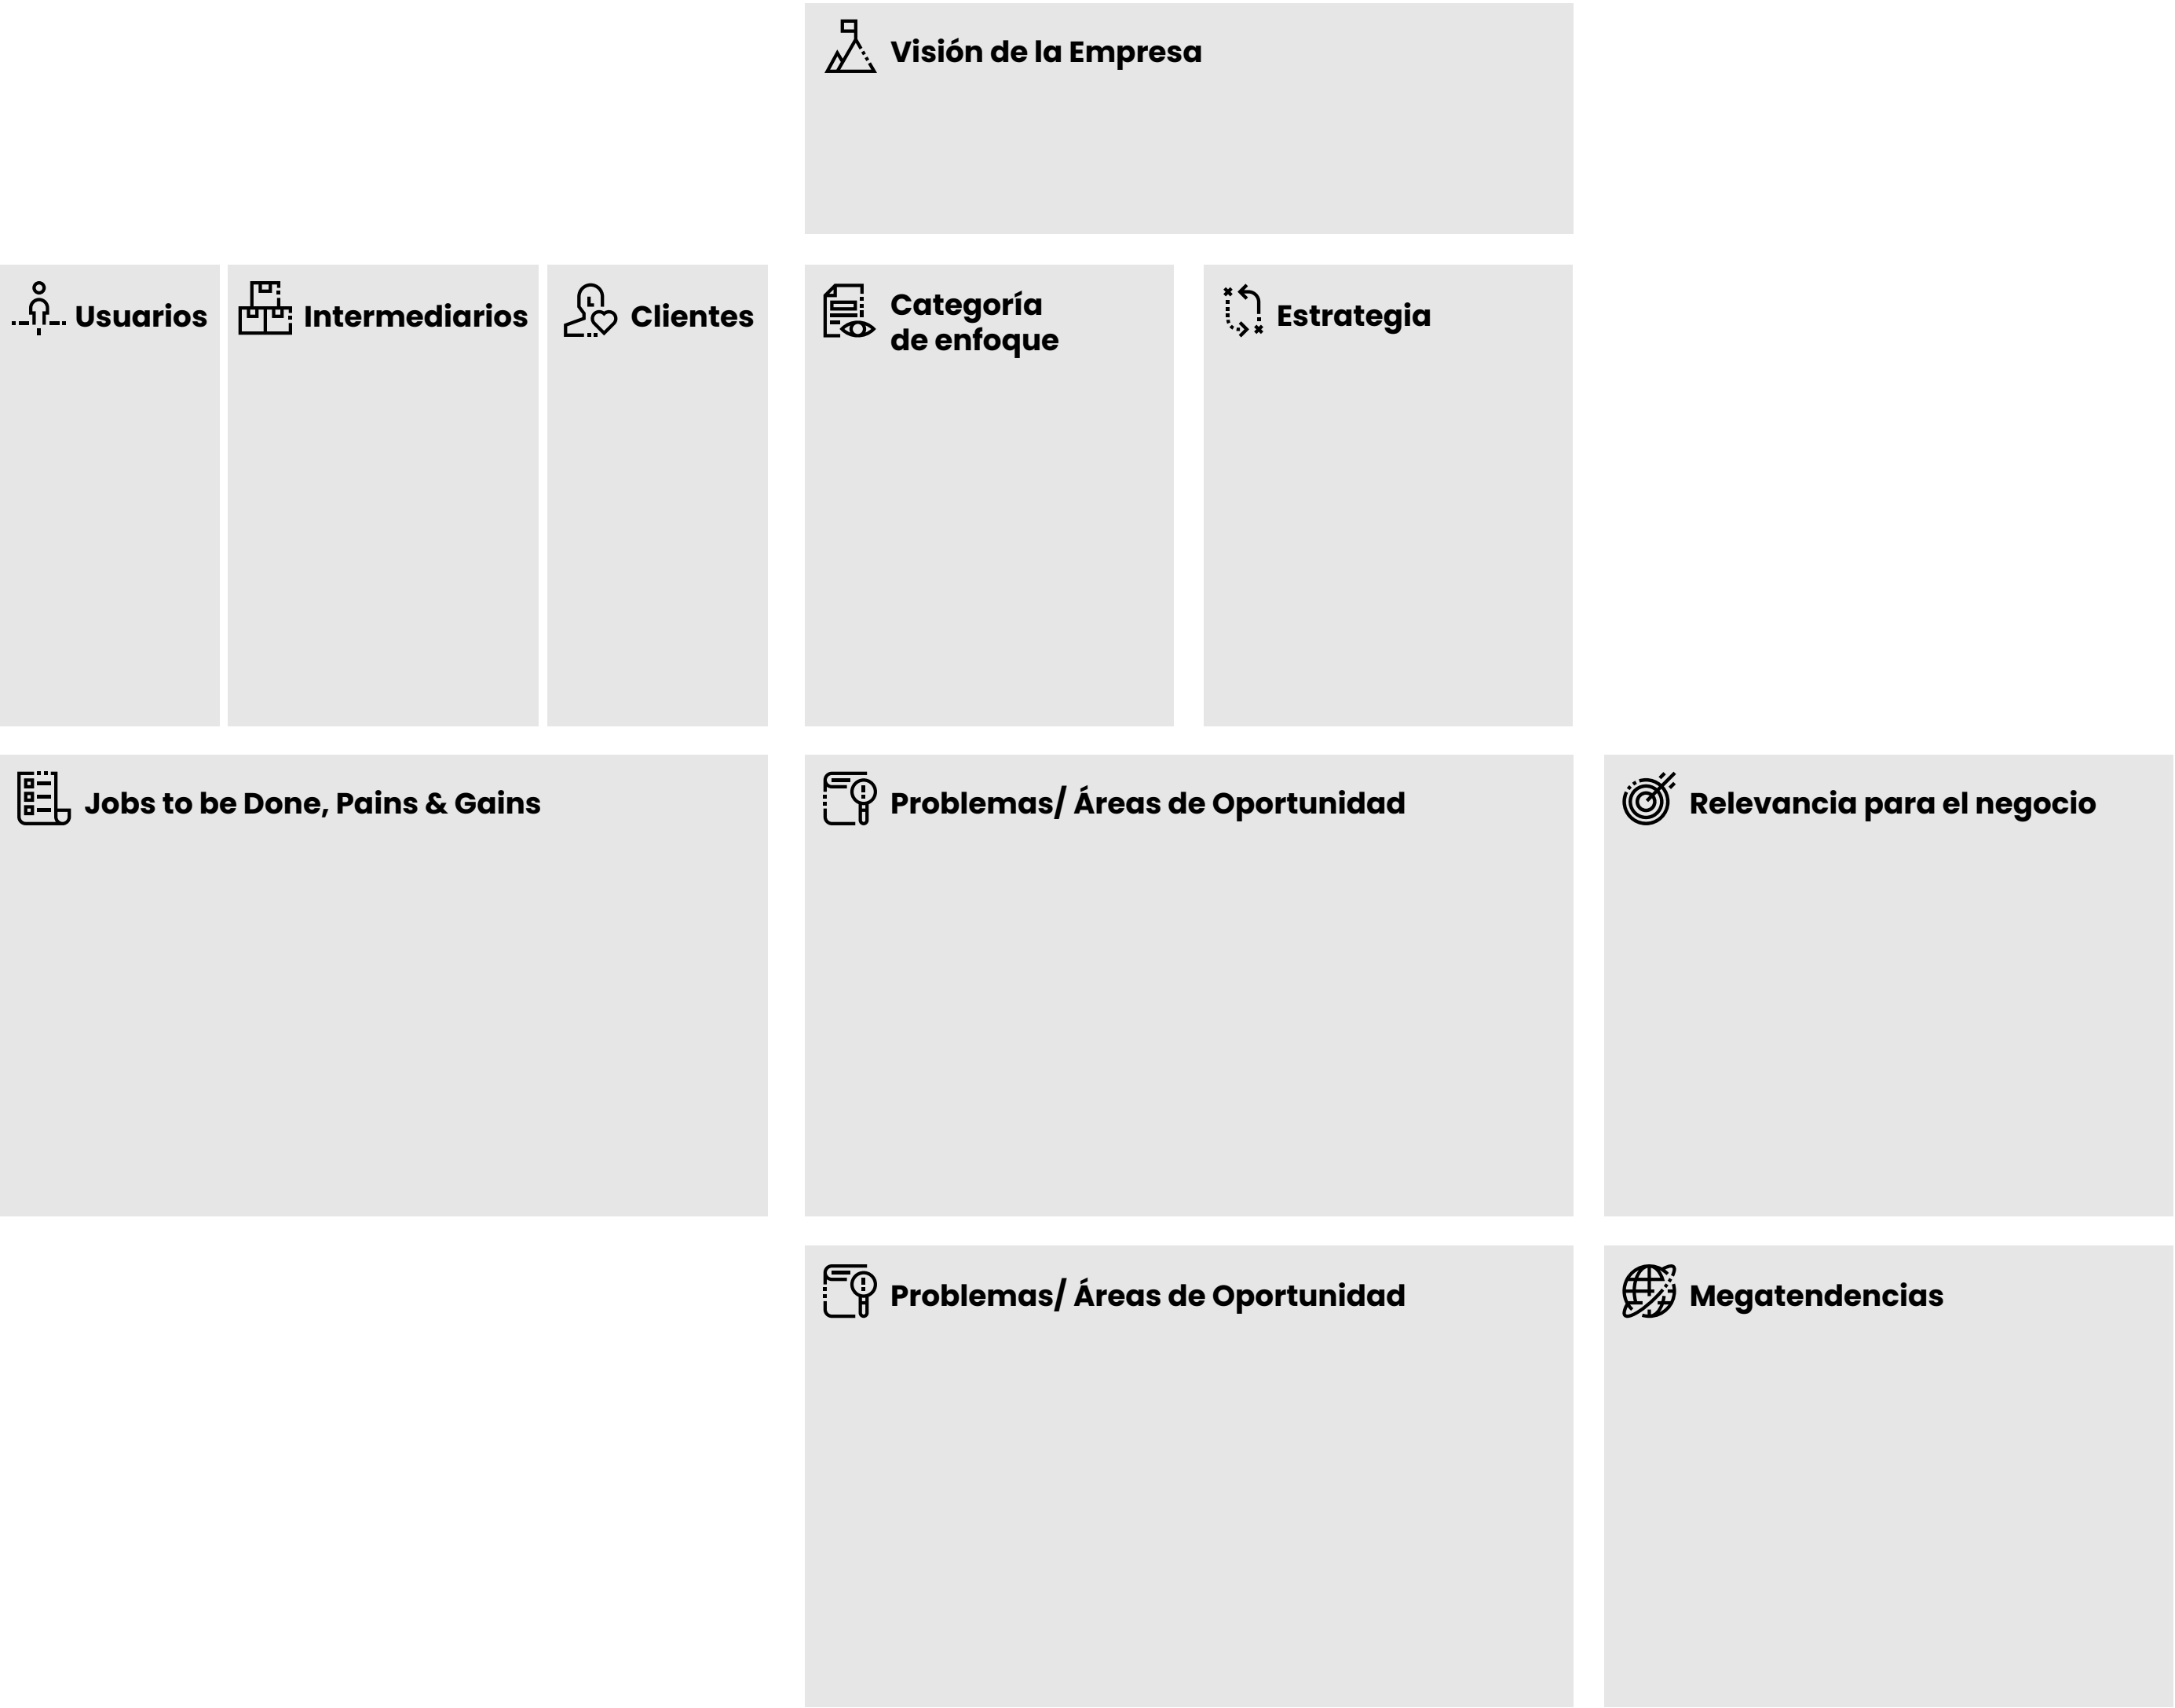 Visión de la Empresa
Usuarios
Intermediarios
Clientes
Categoría
de enfoque
Estrategia
Jobs to be Done, Pains & Gains
Problemas/ Áreas de Oportunidad
Relevancia para el negocio
Problemas/ Áreas de Oportunidad
Megatendencias